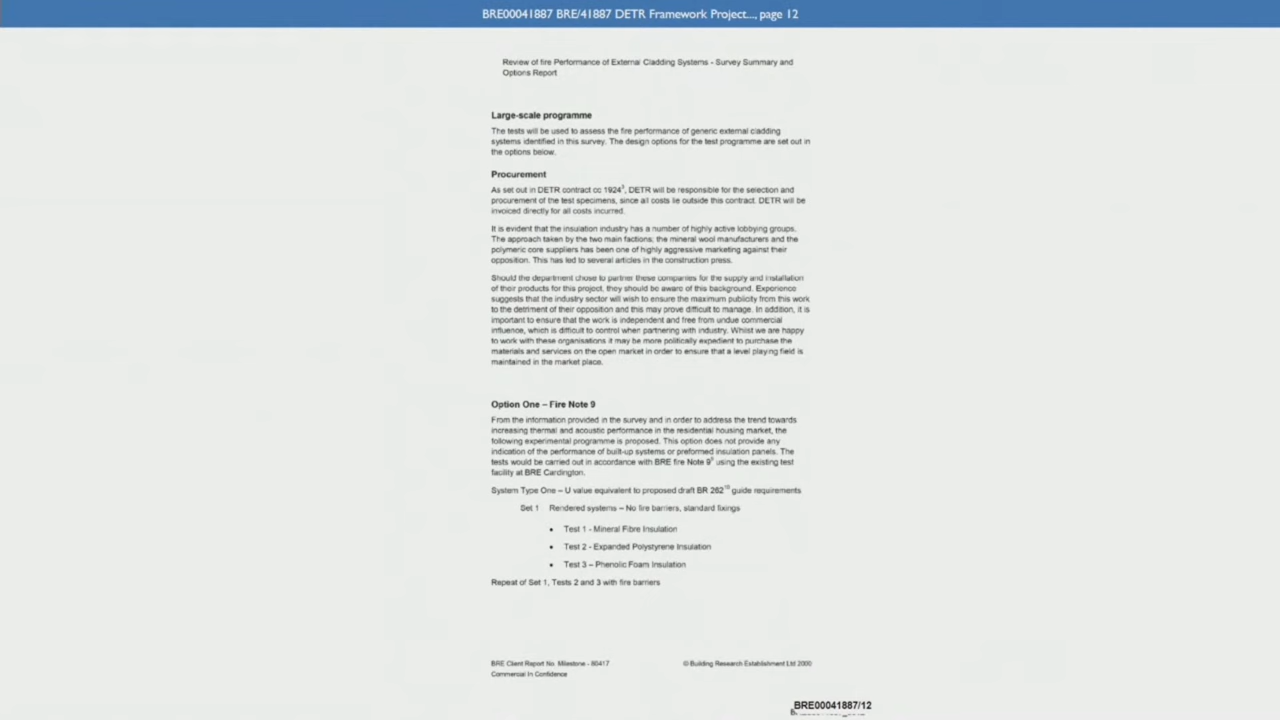 BRE00041887 BRE/41887 DETR Framework Project..., page 12
Review of fire Performance of External Cladding Systems - Survey Summary and
Options Report
Large-scale programme
The tests will be used to assess the fire performance of generic external cladding
systems identified in this survey. The design options for the test programme are set out in
the options below.
Procurement
As set out in DETR contract cc 1924³, DETR will be responsible for the selection and
procurement of the test specimens, since all costs lie outside this contract. DETR will be
invoiced directly for all costs incurred.
It is evident that the insulation industry has a number of highly active lobbying groups.
The approach taken by the two main factions; the mineral wool manufacturers and the
polymeric core suppliers has been one of highly aggressive marketing against their
opposition. This has led to several articles in the construction press.
Should the department chose to partner these companies for the supply and installation
of their products for this project, they should be aware of this background. Experience
suggests that the industry sector will wish to ensure the maximum publicity from this work
to the detriment of their opposition and this may prove difficult to manage. In addition, it is
important to ensure that the work is independent and free from undue commercial
influence, which is difficult to control when partnering with industry. Whilst we are happy
to work with these organisations it may be more politically expedient to purchase the
materials and services on the open market in order to ensure that a level playing field is
maintained in the market place.
Option One – Fire Note 9
From the information provided in the survey and in order to address the trend towards
increasing thermal and acoustic performance in the residential housing market, the
following experimental programme is proposed. This option does not provide any
indication of the performance of built-up systems or preformed insulation panels. The
tests would be carried out in accordance with BRE fire Note 9 using the existing test
facility at BRE Cardington.
System Type One – U value equivalent to proposed draft BR 262¹⁰ guide requirements
Set 1 Rendered systems – No fire barriers, standard fixings
• Test 1 - Mineral Fibre Insulation
• Test 2 - Expanded Polystyrene Insulation
• Test 3 – Phenolic Foam Insulation
Repeat of Set 1, Tests 2 and 3 with fire barriers
BRE Client Report No. Milestone - 80417 © Building Research Establishment Ltd 2000
Commercial In Confidence
BRE00041887/12